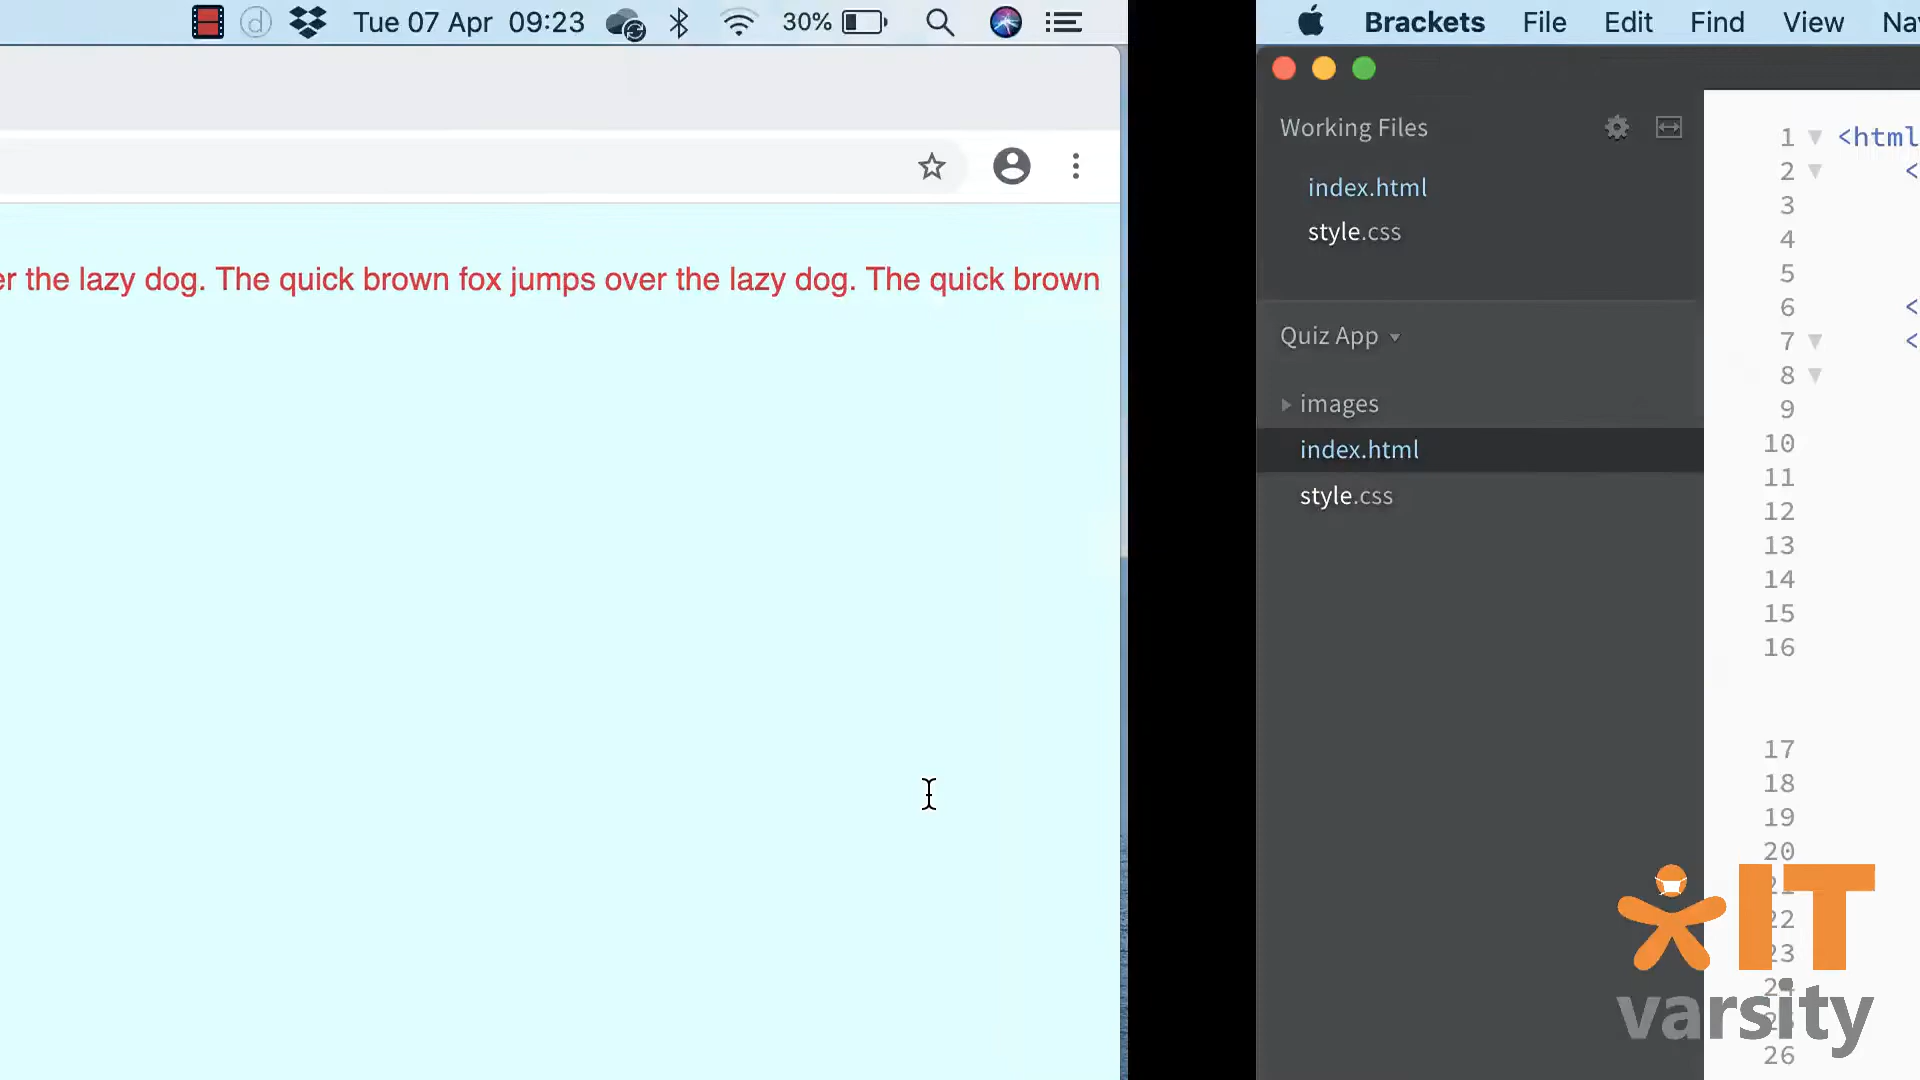 Tue 07 Apr 09:23 30%
er the lazy dog. The quick brown fox jumps over the lazy dog. The quick brown
Brackets File Edit Find View Nav
Working Files
index.html
style.css
Quiz App
images
index.html
style.css
1 <html
2 <
3
4
5
6 <
7 <
8
9
10
11
12
13
14
15
16
17
18
19
20
22
23
26
IT
varsity